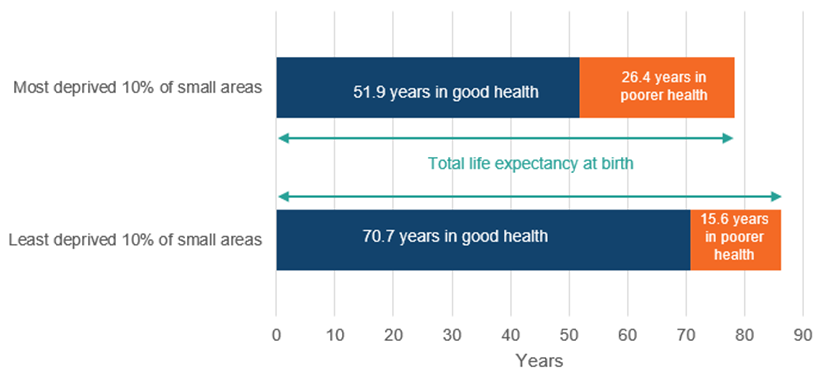 Most deprived 10% of small areas
51.9 years in good health
26.4 years in
poorer health
Total life expectancy at birth
Least deprived 10% of small areas
70.7 years in good health
15.6 years
in poorer
health
0 10 20 30 40 50 60 70 80 90
Years